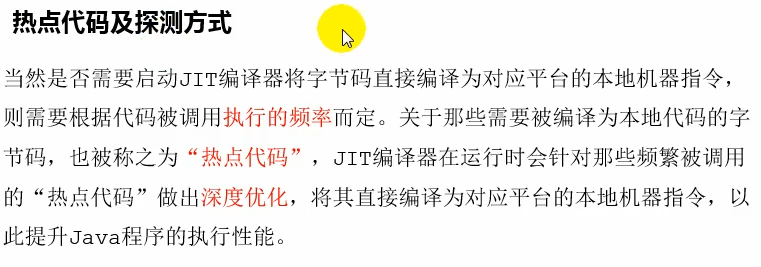 热点代码及探测方式
当然是否需要启动JIT编译器将字节码直接编译为对应平台的本地机器指令，
则需要根据代码被调用执行的频率而定。关于那些需要被编译为本地代码的字
节码，也被称之为“热点代码”，JIT编译器在运行时会针对那些频繁被调用
的“热点代码”做出深度优化，将其直接编译为对应平台的本地机器指令，以
此提升Java程序的执行性能。